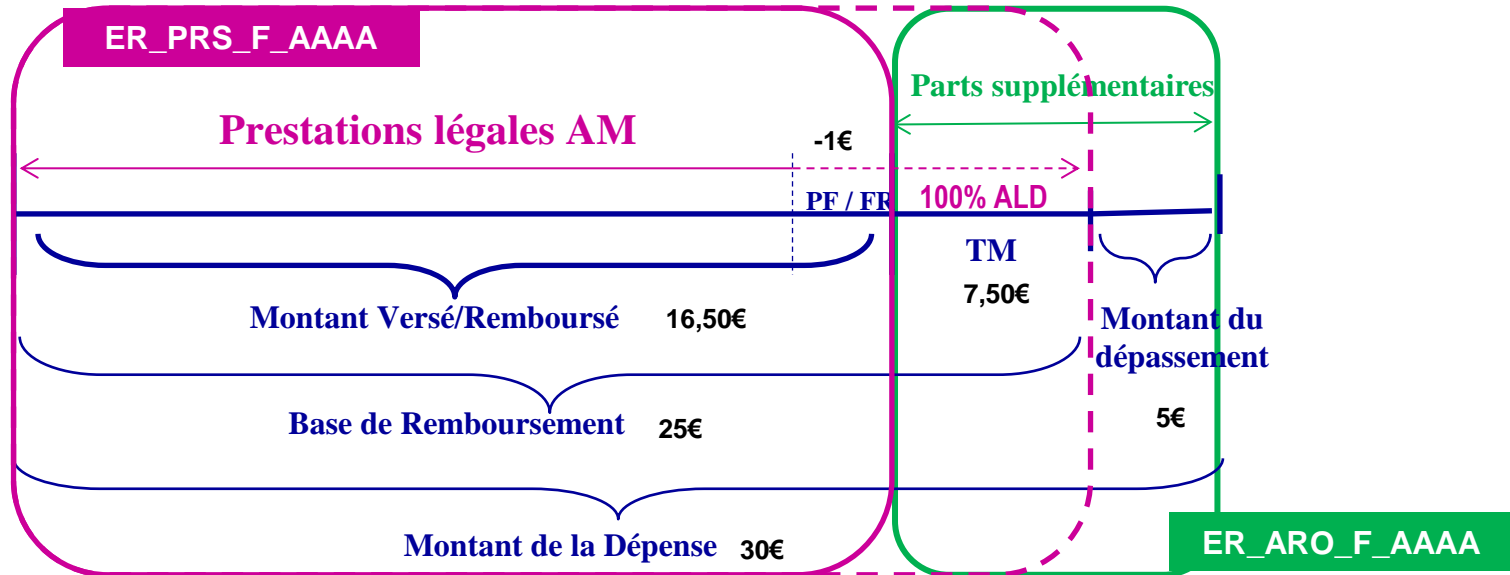 ER_PRS_F_AAAA
Parts supplémentaires
Prestations légales AM
-1€
PF / FR
100% ALD
TM
7,50€
Montant Versé/Remboursé 16,50€
Montant du
dépassement
5€
Base de Remboursement 25€
Montant de la Dépense 30€
ER_ARO_F_AAAA